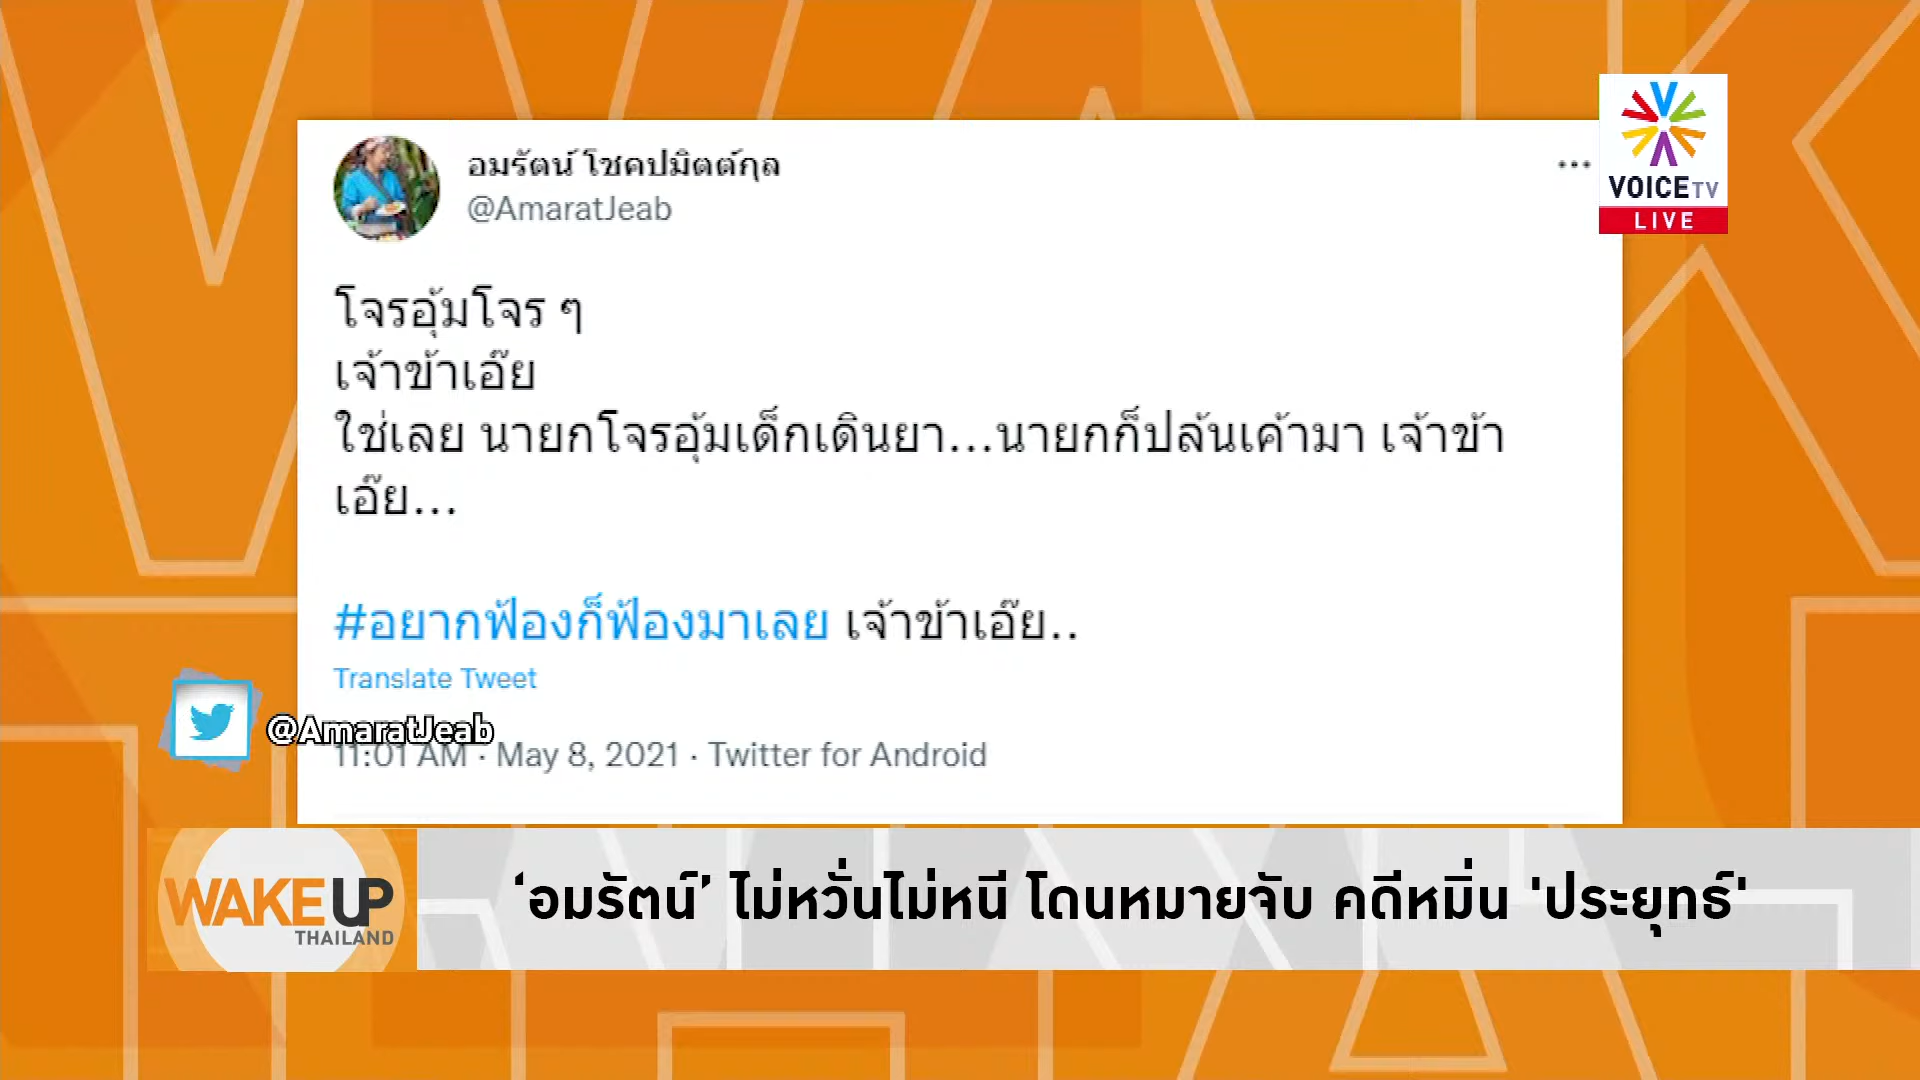 อมรัตน์ โชคปมิตต์กุล
@AmaratJeab
VOICE TV
LIVE
โจรอุ้มโจร ๆ
เจ้าข้าเอ๊ย
ใช่เลย นายกโจรอุ้มเด็กเดินยา...นายกก็ปล้นเค้ามา เจ้าข้า
เอ๊ย...
#อยากฟ้องก็ฟ้องมาเลย เจ้าข้าเอ๊ย..
Translate Tweet
@AmaratJeab
11:01 AM · May 8, 2021 · Twitter for Android
WAKE UP
THAILAND
‘อมรัตน์’ ไม่หวั่นไม่หนี โดนหมายจับ คดีหมิ่น 'ประยุทธ์'